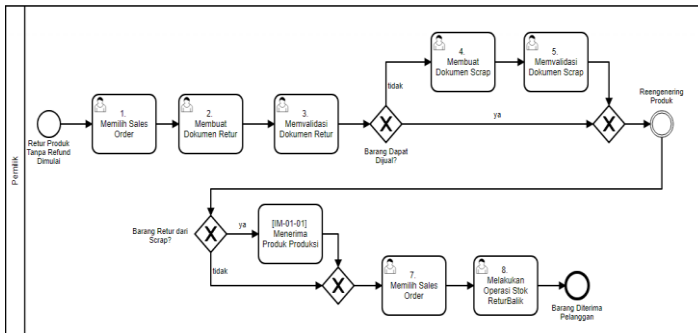 Pemilik
Retur Produk
Tanpa Refund
Dimulai
1.
Memilih Sales
Order
2.
Membuat
Dokumen Retur
3.
Memvalidasi
Dokumen Retur
Barang Dapat
Dijual?
tidak
ya
4.
Membuat
Dokumen Scrap
5.
Memvalidasi
Dokumen Scrap
Reengenering
Produk
Barang Retur dari
Scrap?
ya
tidak
[IM-01-01]
Menerima
Produk Produksi
7.
Memilih Sales
Order
8.
Melakukan
Operasi Stok
ReturBalik
Barang Diterima
Pelanggan